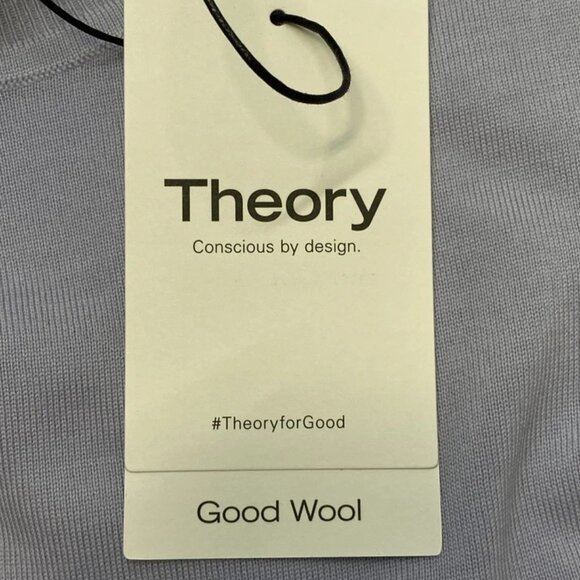 Theory
Conscious by design.
#TheoryforGood
Good Wool